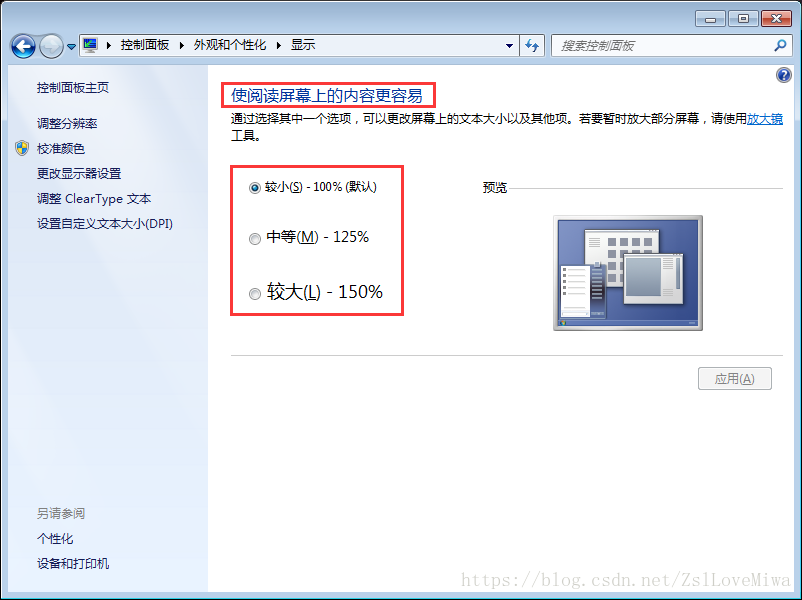 控制面板 ▸ 外观和个性化 ▸ 显示
搜索控制面板
控制面板主页
调整分辨率
校准颜色
更改显示器设置
调整 ClearType 文本
设置自定义文本大小(DPI)
使阅读屏幕上的内容更容易
通过选择其中一个选项，可以更改屏幕上的文本大小以及其他项。若要暂时放大部分屏幕，请使用放大镜
工具。
较小(S) - 100% (默认)
中等(M) - 125%
较大(L) - 150%
预览
应用(A)
另请参阅
个性化
设备和打印机
https://blog.csdn.net/ZslLoveMiwa